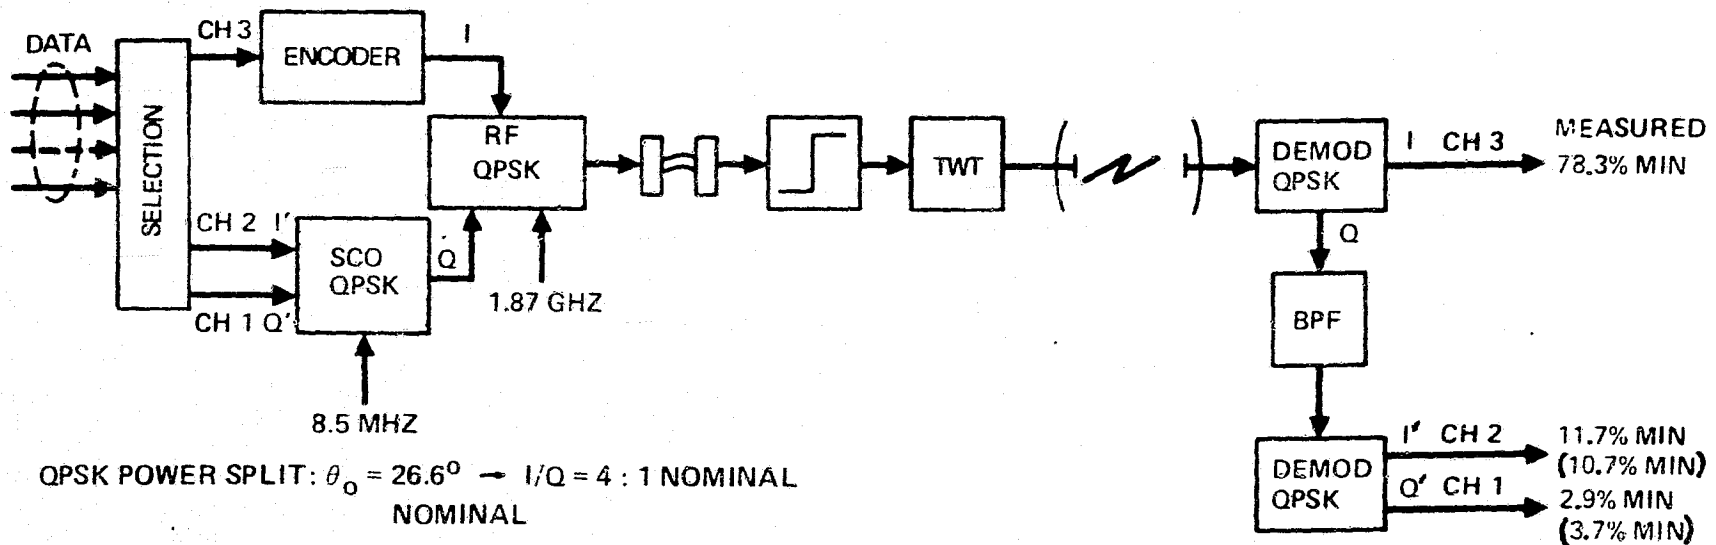 DATA
SELECTION
CH 3
ENCODER
I
RF
QPSK
CH 2 I'
CH 1 Q'
SCO
QPSK
Q
1.87 GHZ
8.5 MHZ
TWT
DEMOD
QPSK
I CH 3
MEASURED
78.3% MIN
Q
BPF
DEMOD
QPSK
I' CH 2
11.7% MIN
(10.7% MIN)
Q' CH 1
2.9% MIN
(3.7% MIN)
QPSK POWER SPLIT: θo = 26.6° → I/Q = 4 : 1 NOMINAL
NOMINAL